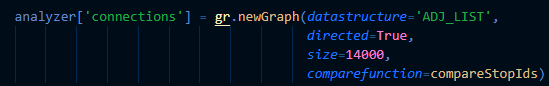 analyzer['connections'] = gr.newGraph(datastructure='ADJ_LIST',
directed=True,
size=14000,
comparefunction=compareStopIds)